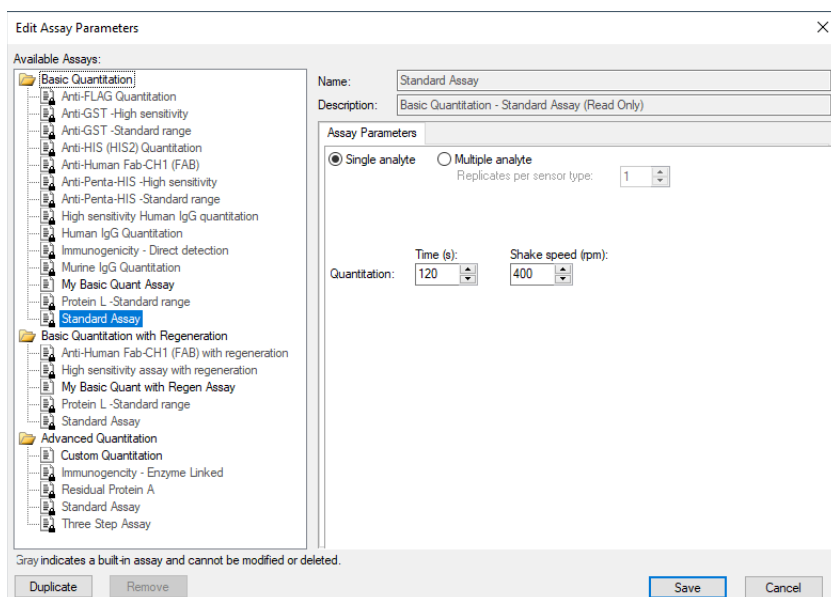 Edit Assay Parameters
Available Assays:
Basic Quantitation
Anti-FLAG Quantitation
Anti-GST -High sensitivity
Anti-GST -Standard range
Anti-HIS (HIS2) Quantitation
Anti-Human Fab-CH1 (FAB)
Anti-Penta-HIS -High sensitivity
Anti-Penta-HIS -Standard range
High sensitivity Human IgG quantitation
Human IgG Quantitation
Immunogenicity - Direct detection
Murine IgG Quantitation
My Basic Quant Assay
Protein L -Standard range
Standard Assay
Basic Quantitation with Regeneration
Anti-Human Fab-CH1 (FAB) with regeneration
High sensitivity assay with regeneration
My Basic Quant with Regen Assay
Protein L -Standard range
Standard Assay
Advanced Quantitation
Custom Quantitation
Immunogencity - Enzyme Linked
Residual Protein A
Standard Assay
Three Step Assay
Name: Standard Assay
Description: Basic Quantitation - Standard Assay (Read Only)
Assay Parameters
Single analyte Multiple analyte
Replicates per sensor type: 1
Time (s): Shake speed (rpm):
Quantitation: 120 400
Gray indicates a built-in assay and cannot be modified or deleted.
Duplicate Remove Save Cancel